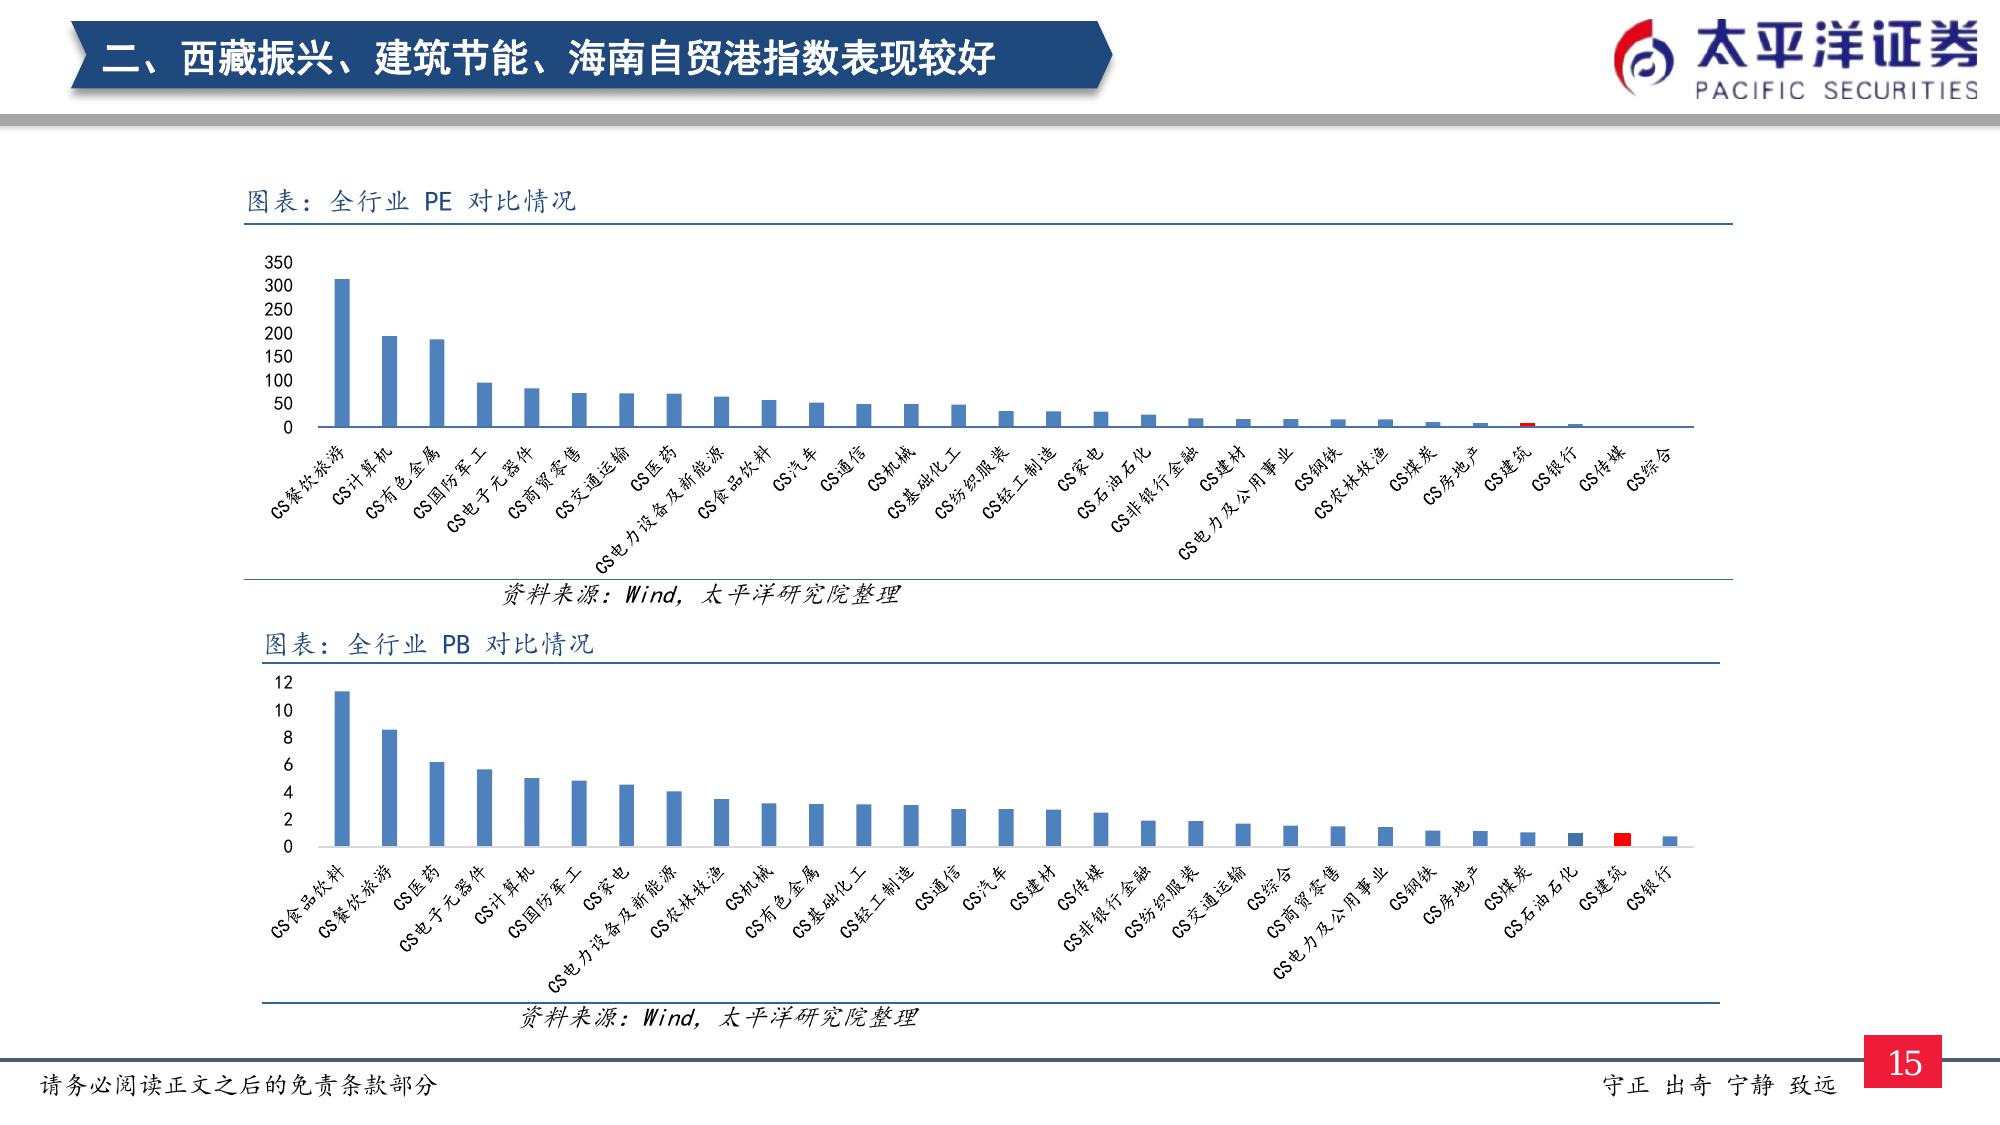 二、西藏振兴、建筑节能、海南自贸港指数表现较好
太平洋证券
PACIFIC SECURITIES
图表：全行业 PE 对比情况
350
300
250
200
150
100
50
0
CS餐饮旅游
CS计算机
CS有色金属
CS国防军工
CS电子元器件
CS商贸零售
CS交通运输
CS医药
CS电力设备及新能源
CS食品饮料
CS汽车
CS通信
CS机械
CS基础化工
CS纺织服装
CS轻工制造
CS家电
CS石油石化
CS非银行金融
CS建材
CS电力及公用事业
CS钢铁
CS农林牧渔
CS煤炭
CS房地产
CS建筑
CS银行
CS传媒
CS综合
资料来源：Wind，太平洋研究院整理
图表：全行业 PB 对比情况
12
10
8
6
4
2
0
CS食品饮料
CS餐饮旅游
CS医药
CS电子元器件
CS计算机
CS国防军工
CS家电
CS电力设备及新能源
CS农林牧渔
CS机械
CS有色金属
CS基础化工
CS轻工制造
CS通信
CS汽车
CS建材
CS传媒
CS非银行金融
CS纺织服装
CS交通运输
CS综合
CS商贸零售
CS电力及公用事业
CS钢铁
CS房地产
CS煤炭
CS石油石化
CS建筑
CS银行
资料来源：Wind，太平洋研究院整理
请务必阅读正文之后的免责条款部分
守正 出奇 宁静 致远
15